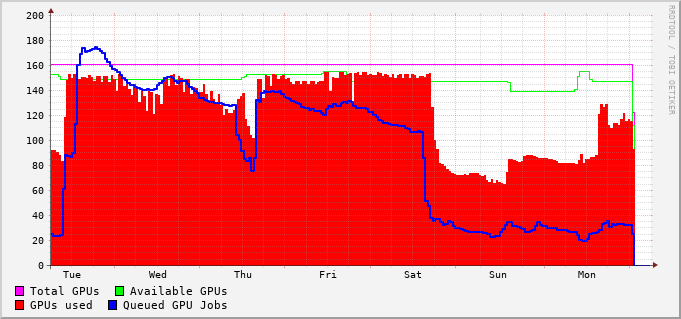 RRDTOOL / TOBI OETIKER
200
180
160
140
120
100
80
60
40
20
0
Tue Wed Thu Fri Sat Sun Mon
Total GPUs Available GPUs
GPUs used Queued GPU Jobs